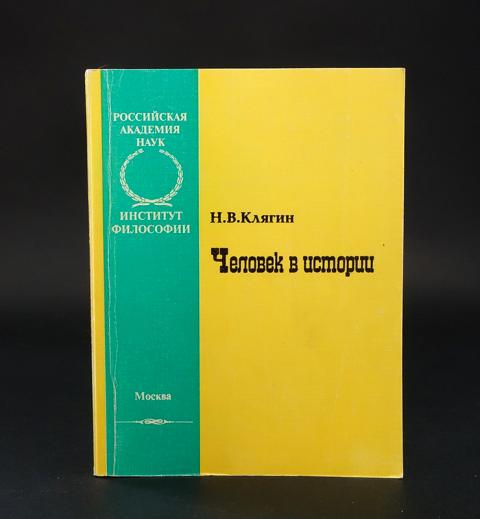 РОССИЙСКАЯ
АКАДЕМИЯ
НАУК
ИНСТИТУТ
ФИЛОСОФИИ
Н.В.Клягин
Человек в истории
Москва